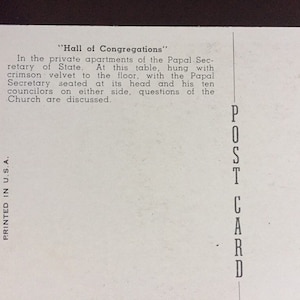 "Hall of Congregations"
In the private apartments of the Papal Sec-
retary of State. At this table, hung with
crimson velvet to the floor, with the Papal
Secretary seated at its head and his ten
councilors on either side, questions of the
Church are discussed.
POST CARD
PRINTED IN U.S.A.